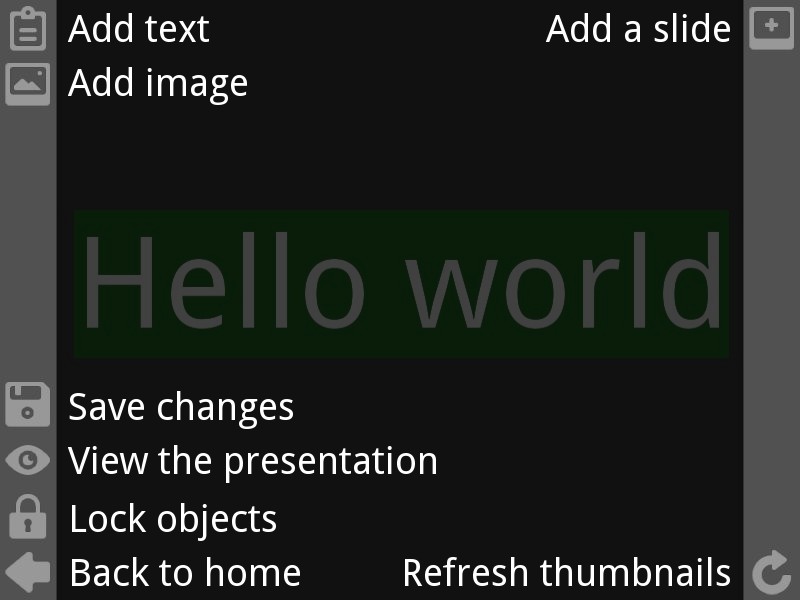 Add text
Add a slide
Add image
Hello world
Save changes
View the presentation
Lock objects
Back to home
Refresh thumbnails